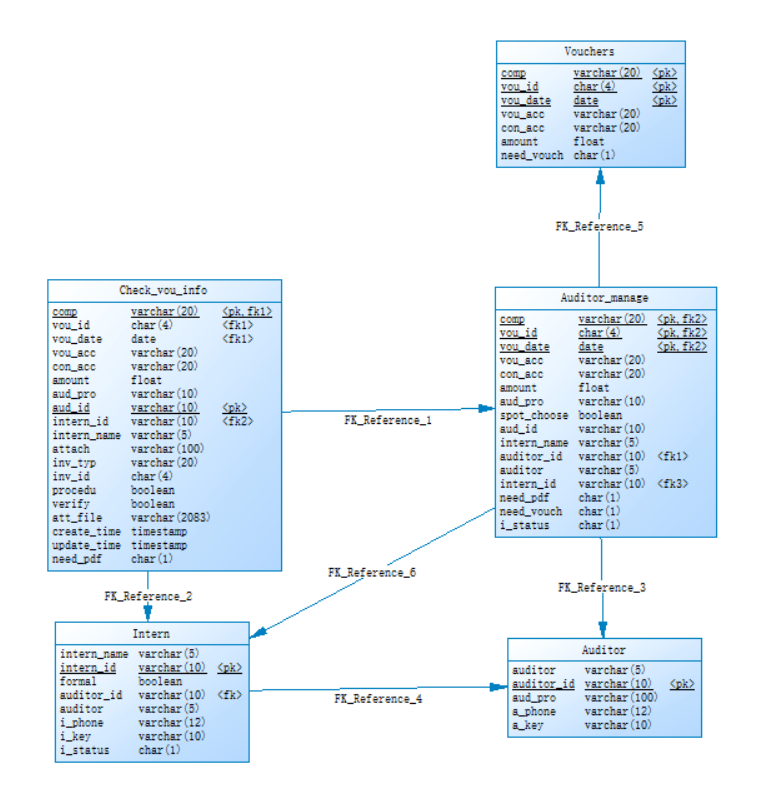 Vouchers
comp varchar(20) <pk>
vou_id char(4) <pk>
vou_date date <pk>
vou_acc varchar(20)
con_acc varchar(20)
amount float
need_vouch char(1)
FK_Reference_5
Check_vou_info
comp varchar(20) <pk,fk1>
vou_id char(4) <fk1>
vou_date date <fk1>
vou_acc varchar(20)
con_acc varchar(20)
amount float
aud_pro varchar(10)
aud_id varchar(10) <pk>
intern_id varchar(10) <fk2>
intern_name varchar(5)
attach varchar(100)
inv_typ varchar(20)
inv_id char(4)
procedu boolean
verify boolean
att_file varchar(2083)
create_time timestamp
update_time timestamp
need_pdf char(1)
FK_Reference_1
Auditor_manage
comp varchar(20) <pk,fk2>
vou_id char(4) <pk,fk2>
vou_date date <pk,fk2>
vou_acc varchar(20)
con_acc varchar(20)
amount float
aud_pro varchar(10)
spot_choose boolean
aud_id varchar(10)
intern_name varchar(5)
auditor_id varchar(10) <fk1>
auditor varchar(5)
intern_id varchar(10) <fk3>
need_pdf char(1)
need_vouch char(1)
i_status char(1)
FK_Reference_6
FK_Reference_3
FK_Reference_2
Intern
intern_name varchar(5)
intern_id varchar(10) <pk>
formal boolean
auditor_id varchar(10) <fk>
auditor varchar(5)
i_phone varchar(12)
i_key varchar(10)
i_status char(1)
FK_Reference_4
Auditor
auditor varchar(5)
auditor_id varchar(10) <pk>
aud_pro varchar(100)
a_phone varchar(12)
a_key varchar(10)